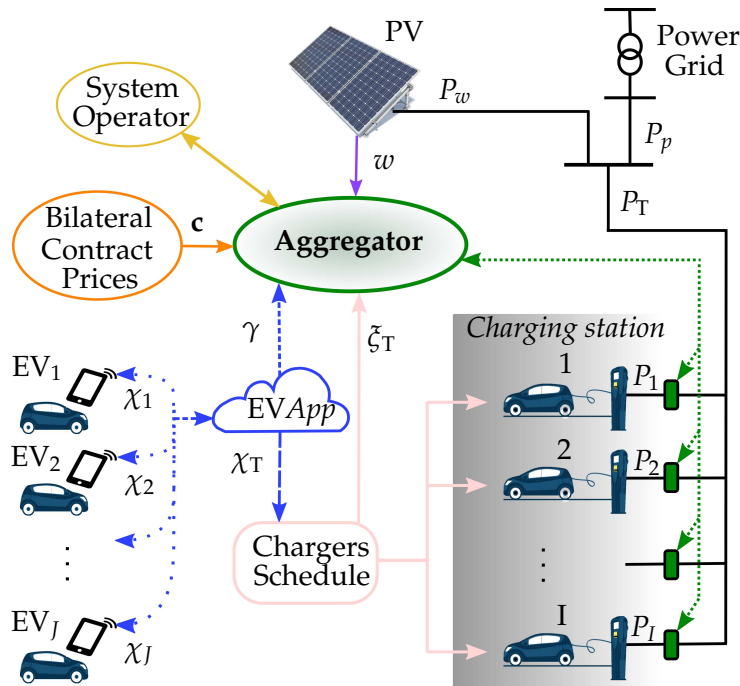 PV
Power
Grid
System
Operator
P_w
P_p
w
P_T
Bilateral
Contract
Prices
c
Aggregator
γ
ξ_T
Charging station
EV_1
χ_1
EVApp
1
P_1
EV_2
χ_2
χ_T
2
P_2
⋮
Chargers
Schedule
⋮
EV_J
χ_J
I
P_I